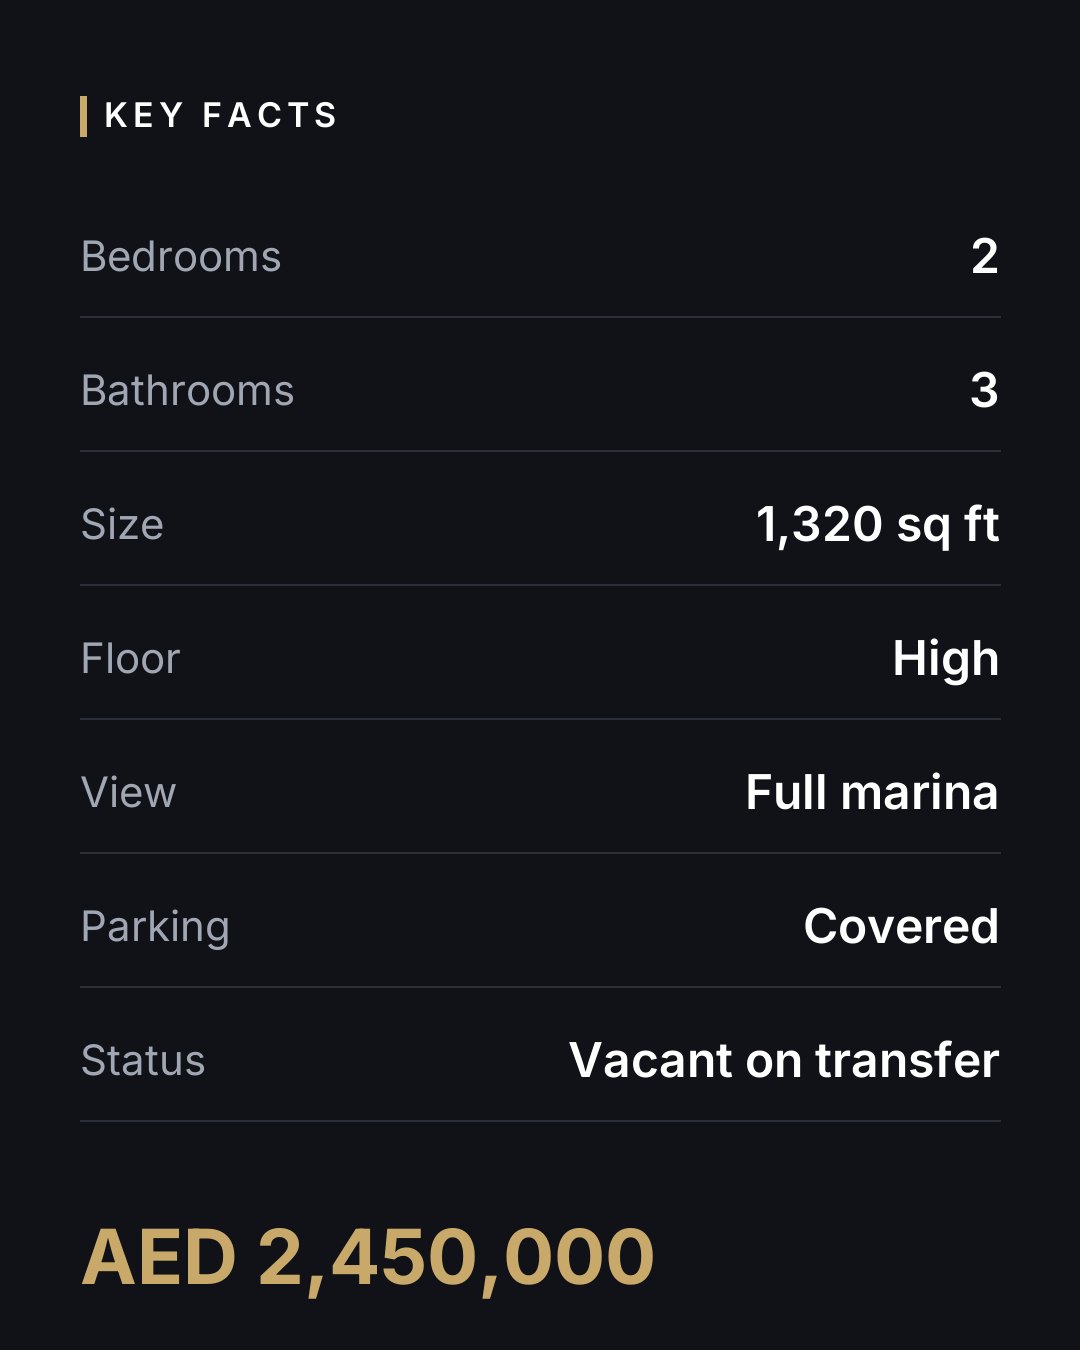 KEY FACTS
Bedrooms 2
Bathrooms 3
Size 1,320 sq ft
Floor High
View Full marina
Parking Covered
Status Vacant on transfer
AED 2,450,000